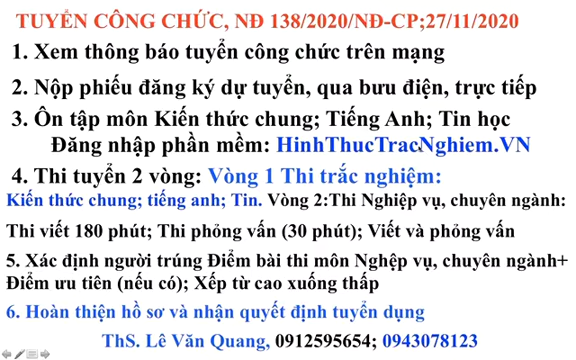 TUYỂN CÔNG CHỨC, NĐ 138/2020/NĐ-CP;27/11/2020
1. Xem thông báo tuyển công chức trên mạng
2. Nộp phiếu đăng ký dự tuyển, qua bưu điện, trực tiếp
3. Ôn tập môn Kiến thức chung; Tiếng Anh; Tin học
Đăng nhập phần mềm: HinhThucTracNghiem.VN
4. Thi tuyển 2 vòng: Vòng 1 Thi trắc nghiệm:
Kiến thức chung; tiếng anh; Tin. Vòng 2:Thi Nghiệp vụ, chuyên ngành:
Thi viết 180 phút; Thi phỏng vấn (30 phút); Viết và phỏng vấn
5. Xác định người trúng Điểm bài thi môn Nghệp vụ, chuyên ngành+
Điểm ưu tiên (nếu có); Xếp từ cao xuống thấp
6. Hoàn thiện hồ sơ và nhận quyết định tuyển dụng
ThS. Lê Văn Quang, 0912595654; 0943078123